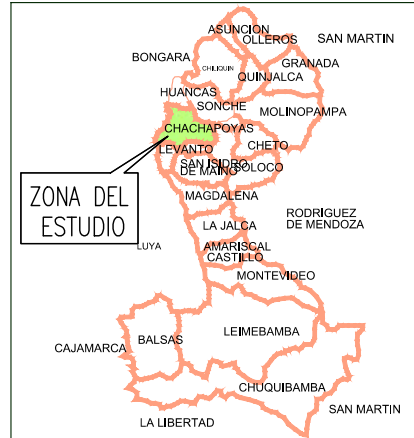 ASUNCION
OLLEROS
SAN MARTIN
BONGARA
GRANADA
CHILIQUIN
QUINJALCA
HUANCAS
SONCHE
MOLINOPAMPA
CHACHAPOYAS
LEVANTO
CHETO
SAN ISIDRO
DE MAINO
SOLOCO
ZONA DEL
ESTUDIO
MAGDALENA
RODRIGUEZ
DE MENDOZA
LA JALCA
LUYA
AMARISCAL
CASTILLO
MONTEVIDEO
LEIMEBAMBA
BALSAS
CAJAMARCA
CHUQUIBAMBA
SAN MARTIN
LA LIBERTAD